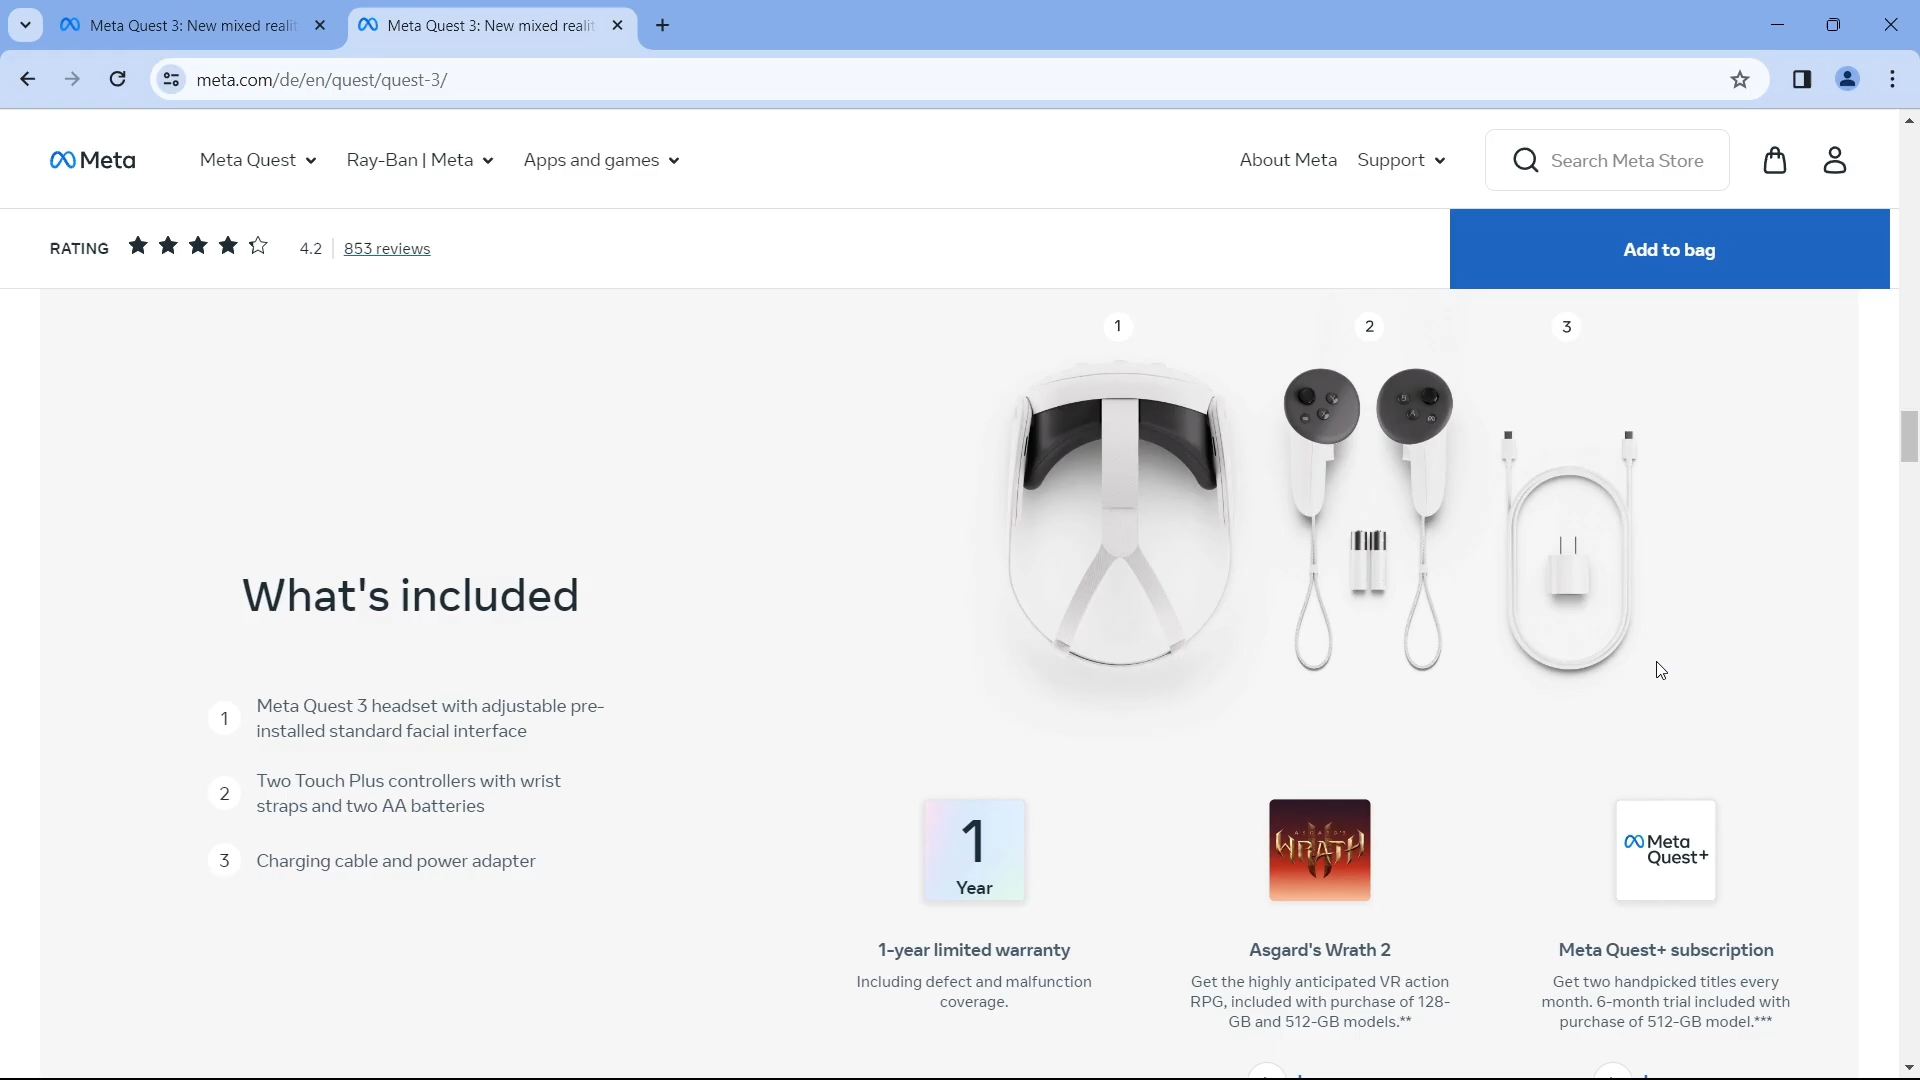 Meta Quest 3: New mixed realit
Meta Quest 3: New mixed realit
meta.com/de/en/quest/quest-3/
Meta
Meta Quest
Ray-Ban | Meta
Apps and games
About Meta
Support
Search Meta Store
RATING
4.2
853 reviews
Add to bag
1
2
3
What's included
1
Meta Quest 3 headset with adjustable pre-
installed standard facial interface
2
Two Touch Plus controllers with wrist
straps and two AA batteries
3
Charging cable and power adapter
1
Year
1-year limited warranty
Including defect and malfunction
coverage.
ASGARD'S
WRATH
Asgard's Wrath 2
Get the highly anticipated VR action
RPG, included with purchase of 128-
GB and 512-GB models.**
Meta
Quest+
Meta Quest+ subscription
Get two handpicked titles every
month. 6-month trial included with
purchase of 512-GB model.***